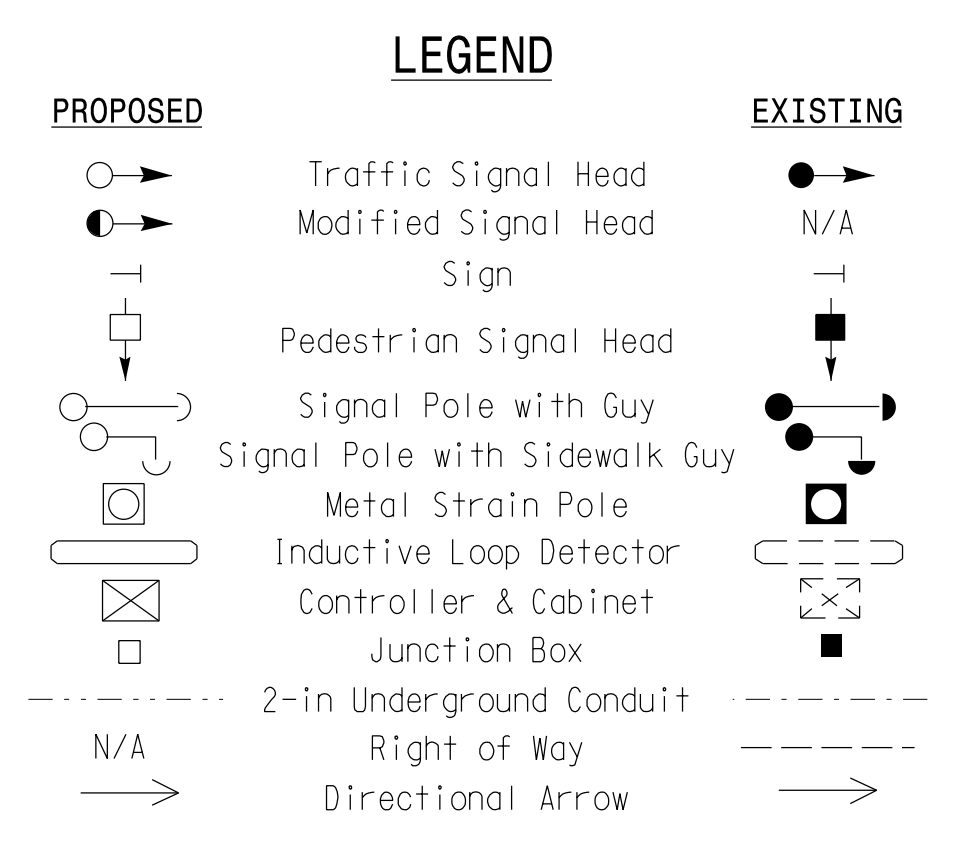 LEGEND
PROPOSED EXISTING
Traffic Signal Head
Modified Signal Head N/A
Sign
Pedestrian Signal Head
Signal Pole with Guy
Signal Pole with Sidewalk Guy
Metal Strain Pole
Inductive Loop Detector
Controller & Cabinet
Junction Box
2-in Underground Conduit
N/A Right of Way
Directional Arrow